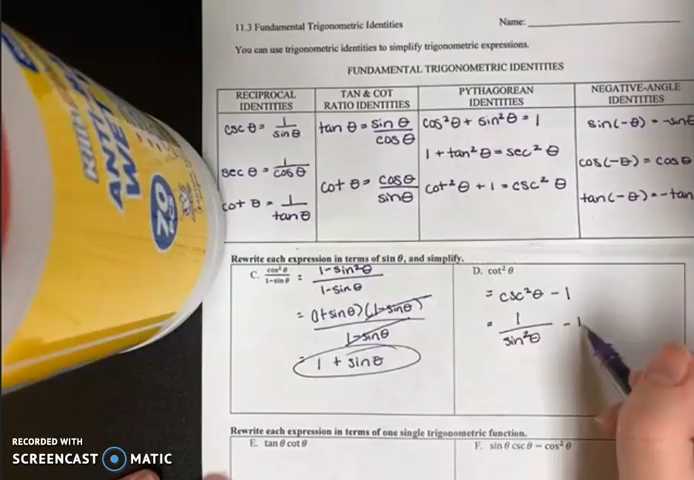 11.3 Fundamental Trigonometric Identities Name:
You can use trigonometric identities to simplify trigonometric expressions.
FUNDAMENTAL TRIGONOMETRIC IDENTITIES
RECIPROCAL IDENTITIES
TAN & COT RATIO IDENTITIES
PYTHAGOREAN IDENTITIES
NEGATIVE-ANGLE IDENTITIES
csc θ = 1/sin θ
tan θ = sin θ/cos θ
cos²θ + sin²θ = 1
sin(-θ) = -sin θ
sec θ = 1/cos θ
1 + tan²θ = sec²θ
cos(-θ) = cos θ
cot θ = 1/tan θ
cot θ = cos θ/sin θ
cot²θ + 1 = csc²θ
tan(-θ) = -tan
Rewrite each expression in terms of sin θ, and simplify.
C. cos²θ/1-sin θ = 1-sin²θ/1-sin θ
= (1+sin θ)(1-sin θ)/1-sin θ
= 1 + sin θ
D. cot² θ
= csc²θ - 1
= 1/sin²θ - 1
Rewrite each expression in terms of one single trigonometric function.
E. tan θ cot θ
F. sin θ csc θ – cos² θ
ANT
WET
70
RECORDED WITH
SCREENCAST MATIC